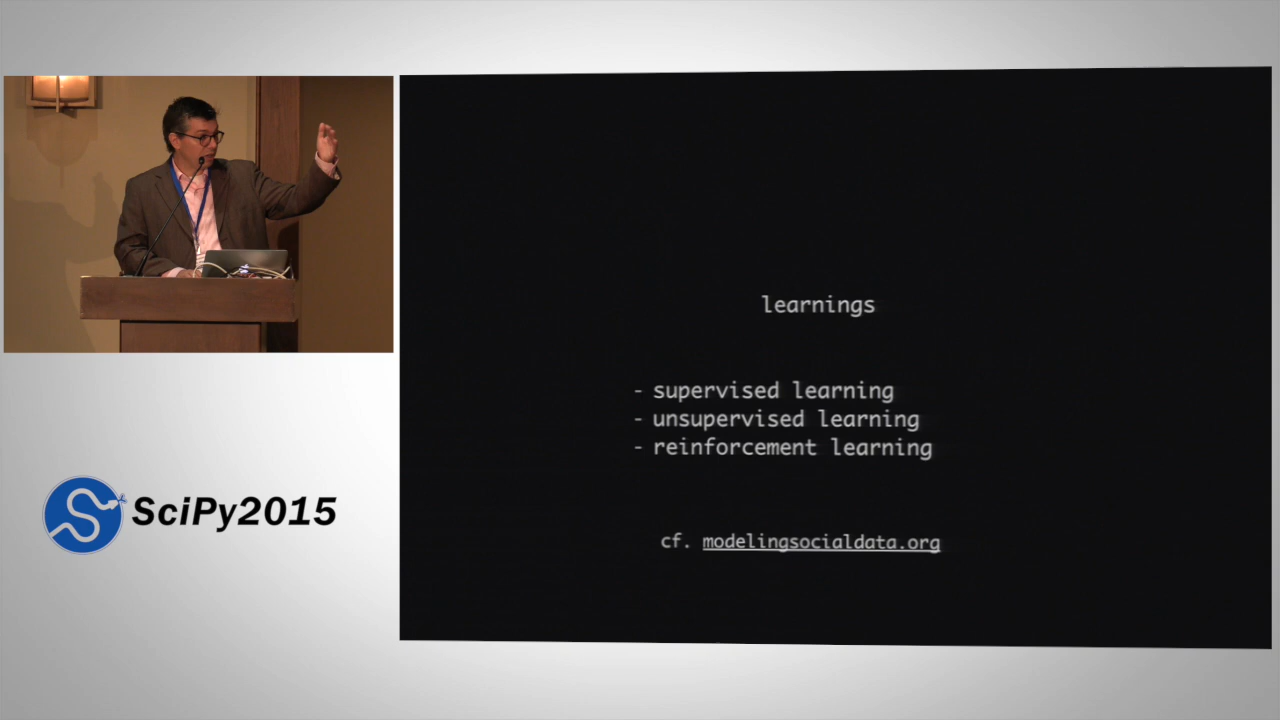 learnings
- supervised learning
- unsupervised learning
- reinforcement learning
cf. modelingsocialdata.org
SciPy2015